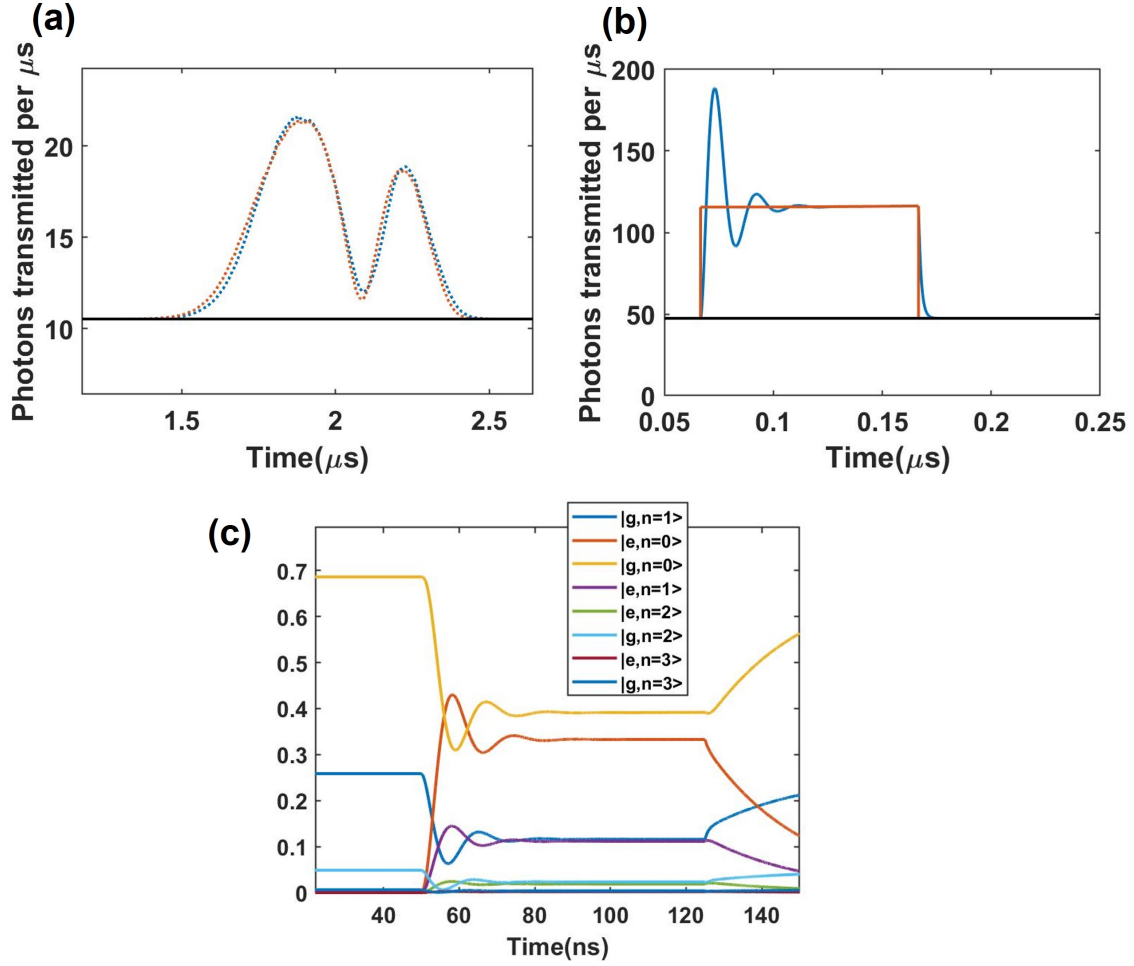 (a)
Photons transmitted per μs
20
15
10
1.5
2
2.5
Time(μs)
(b)
Photons transmitted per μs
200
150
100
50
0
0.05
0.1
0.15
0.2
0.25
Time(μs)
(c)
|g,n=1>
|e,n=0>
|g,n=0>
|e,n=1>
|e,n=2>
|g,n=2>
|e,n=3>
|g,n=3>
0.7
0.6
0.5
0.4
0.3
0.2
0.1
0
40
60
80
100
120
140
Time(ns)